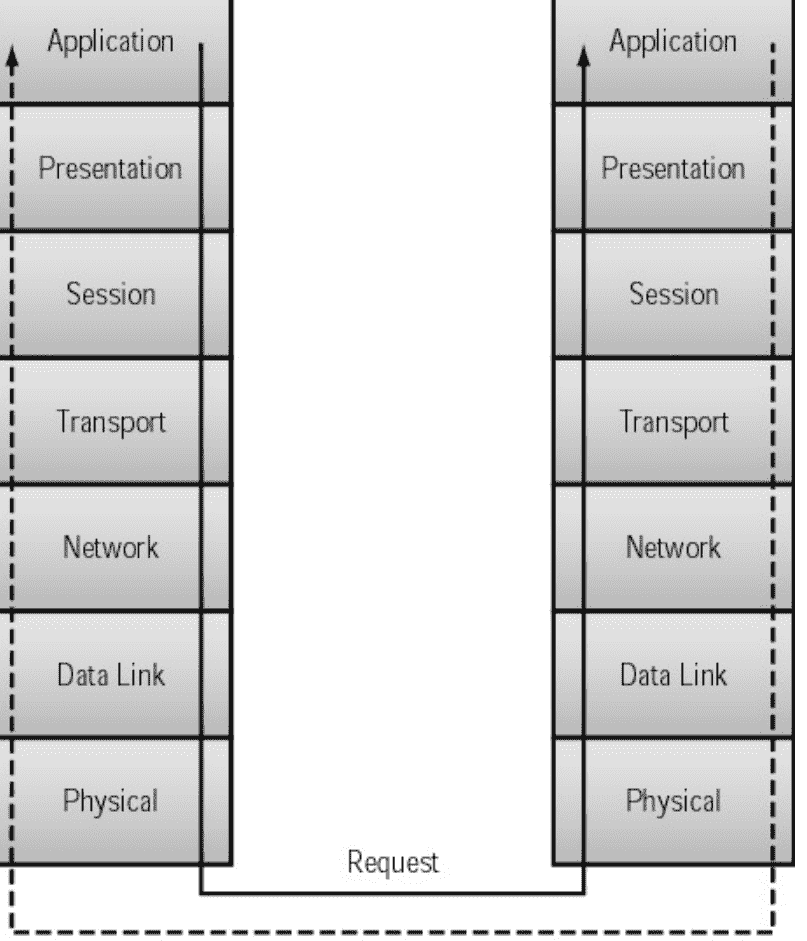 Application
Presentation
Session
Transport
Network
Data Link
Physical
Request
Application
Presentation
Session
Transport
Network
Data Link
Physical